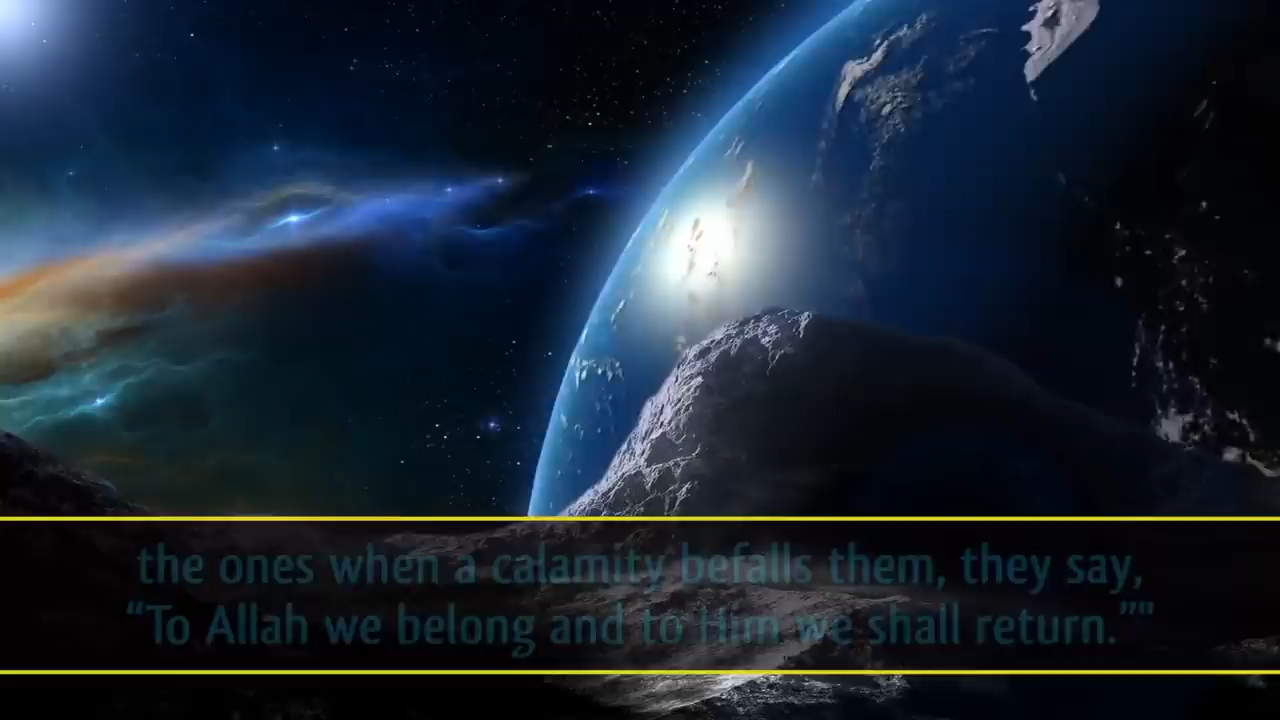 the ones when a calamity befalls them, they say,
“To Allah we belong and to Him we shall return.””